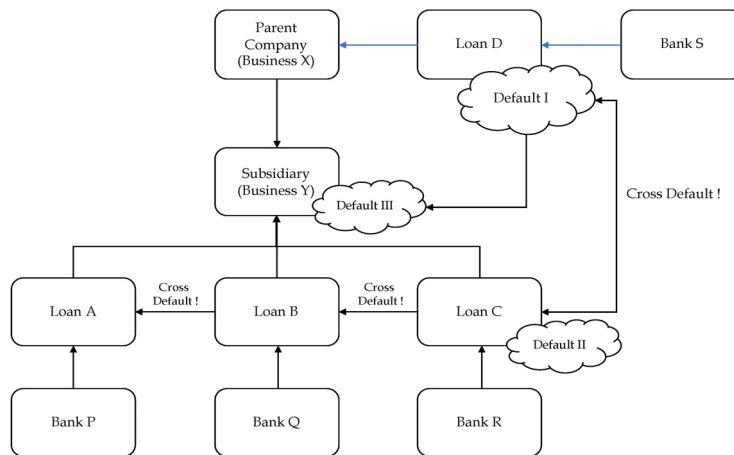 Parent
Company
(Business X)
Loan D
Bank S
Default I
Subsidiary
(Business Y)
Default III
Cross Default !
Loan A
Cross
Default !
Loan B
Cross
Default !
Loan C
Default II
Bank P
Bank Q
Bank R